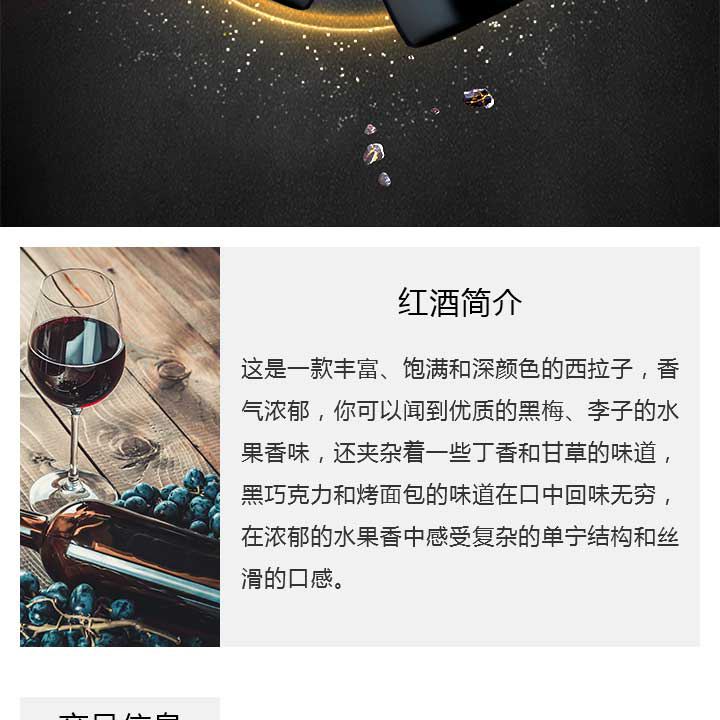 红酒简介
这是一款丰富、饱满和深颜色的西拉子，香
气浓郁，你可以闻到优质的黑梅、李子的水
果香味，还夹杂着一些丁香和甘草的味道，
黑巧克力和烤面包的味道在口中回味无穷，
在浓郁的水果香中感受复杂的单宁结构和丝
滑的口感。
商品信息